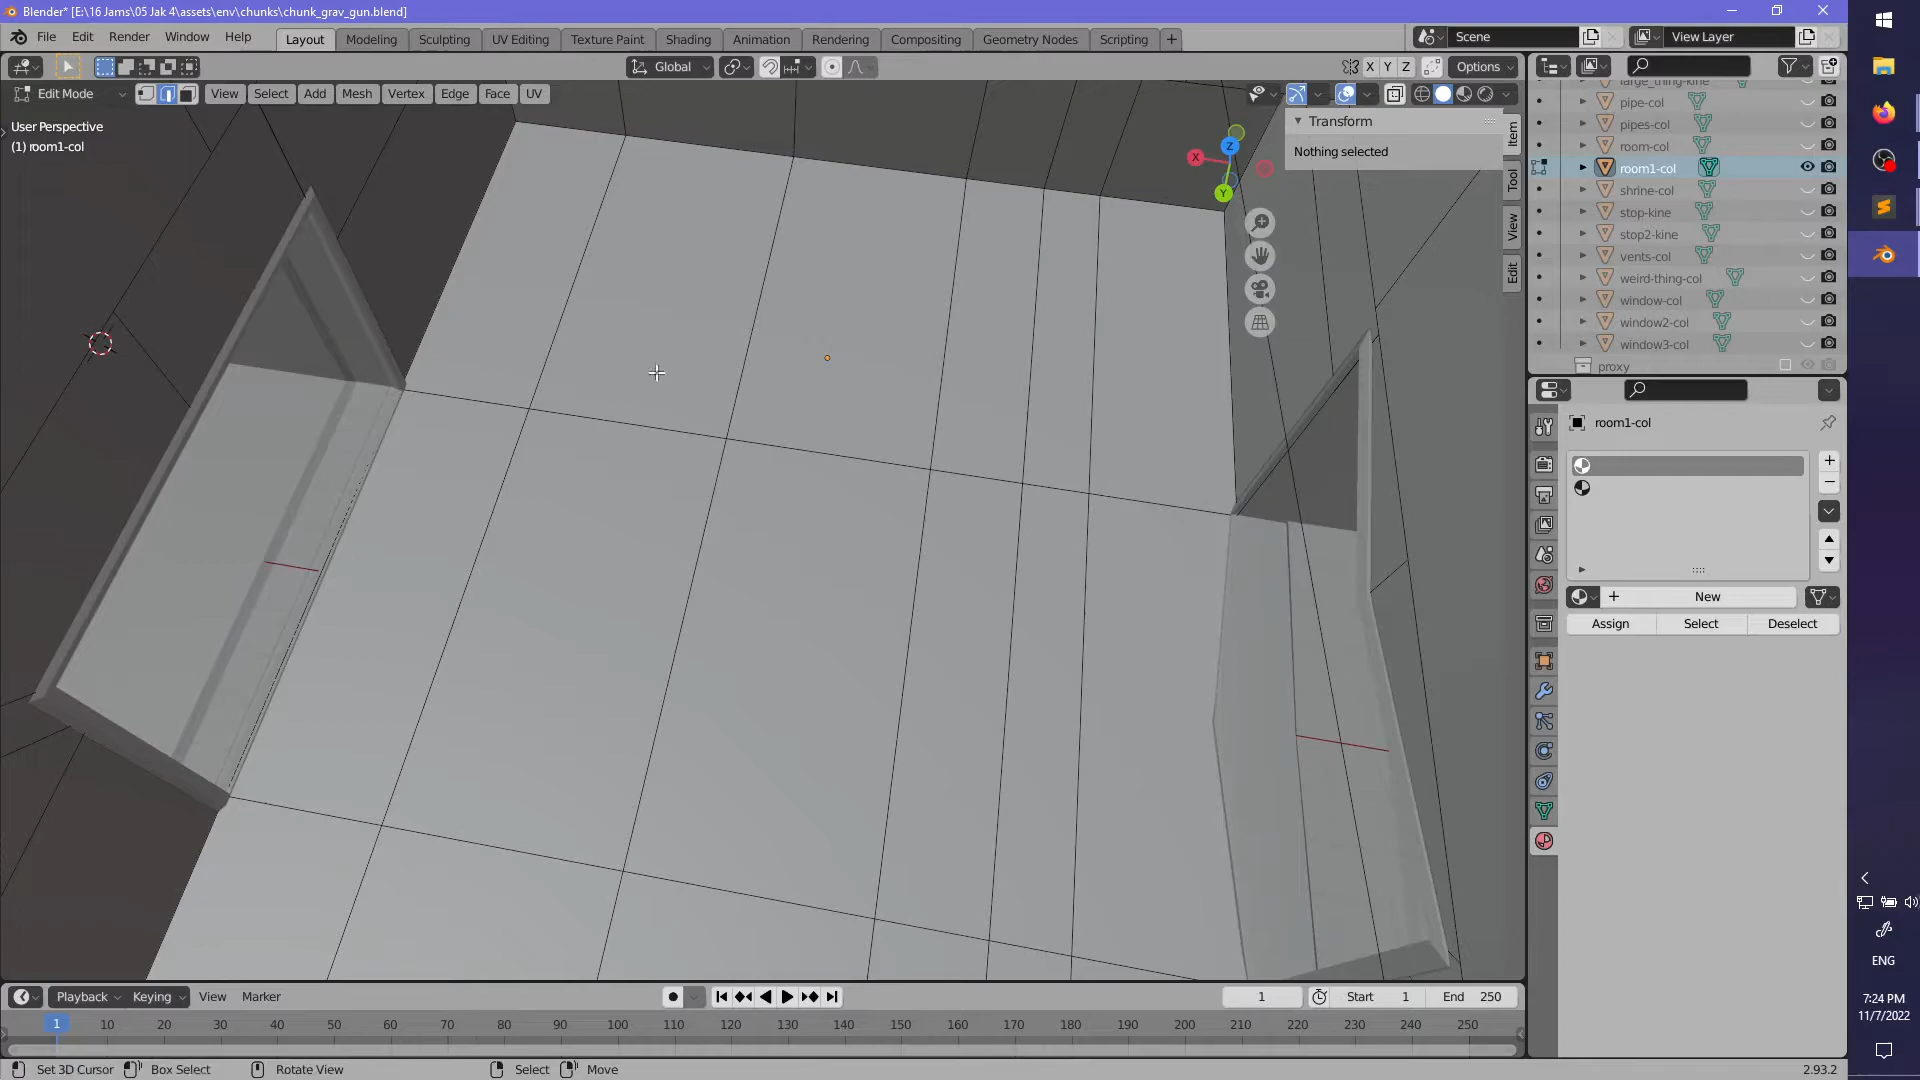 Blender* [E:\16 Jams\05 Jak 4\assets\env\chunks\chunk_grav_gun.blend]
File Edit Render Window Help Layout Modeling Sculpting UV Editing Texture Paint Shading Animation Rendering Compositing Geometry Nodes Scripting + Scene View Layer
Global X Y Z Options
Edit Mode View Select Add Mesh Vertex Edge Face UV
User Perspective
(1) room1-col
Transform
Nothing selected
X
Z
Y
Item
Tool
View
Edit
pipe-col
pipes-col
room-col
room1-col
shrine-col
stop-kine
stop2-kine
vents-col
weird-thing-col
window-col
window2-col
window3-col
proxy
room1-col
New
Assign Select Deselect
Playback Keying View Marker 1 Start 1 End 250
1 10 20 30 40 50 60 70 80 90 100 110 120 130 140 150 160 170 180 190 200 210 220 230 240 250
Set 3D Cursor Box Select Rotate View Select Move 2.93.2
ENG
7:24 PM
11/7/2022